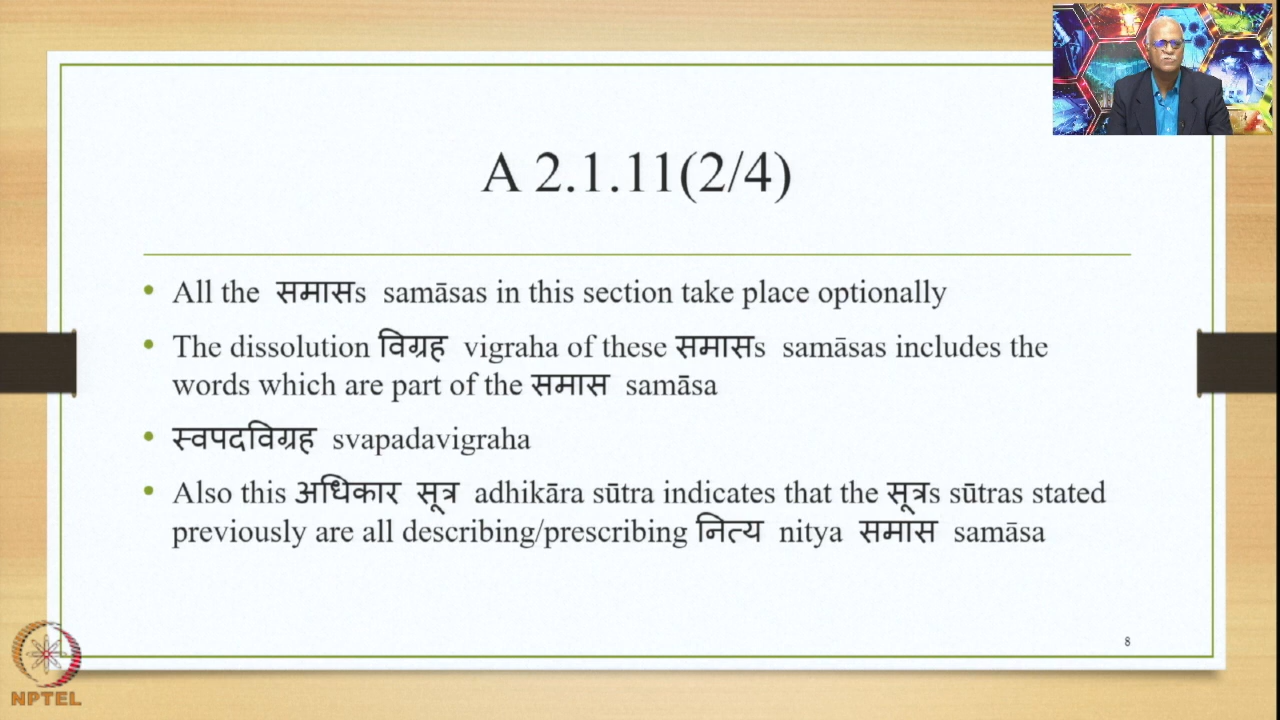 A 2.1.11(2/4)
• All the समासs samāsas in this section take place optionally
• The dissolution विग्रह vigraha of these समासs samāsas includes the
words which are part of the समास samāsa
• स्वपदविग्रह svapadavigraha
• Also this अधिकार सूत्र adhikāra sūtra indicates that the सूत्रs sūtras stated
previously are all describing/prescribing नित्य nitya समास samāsa
8
NPTEL